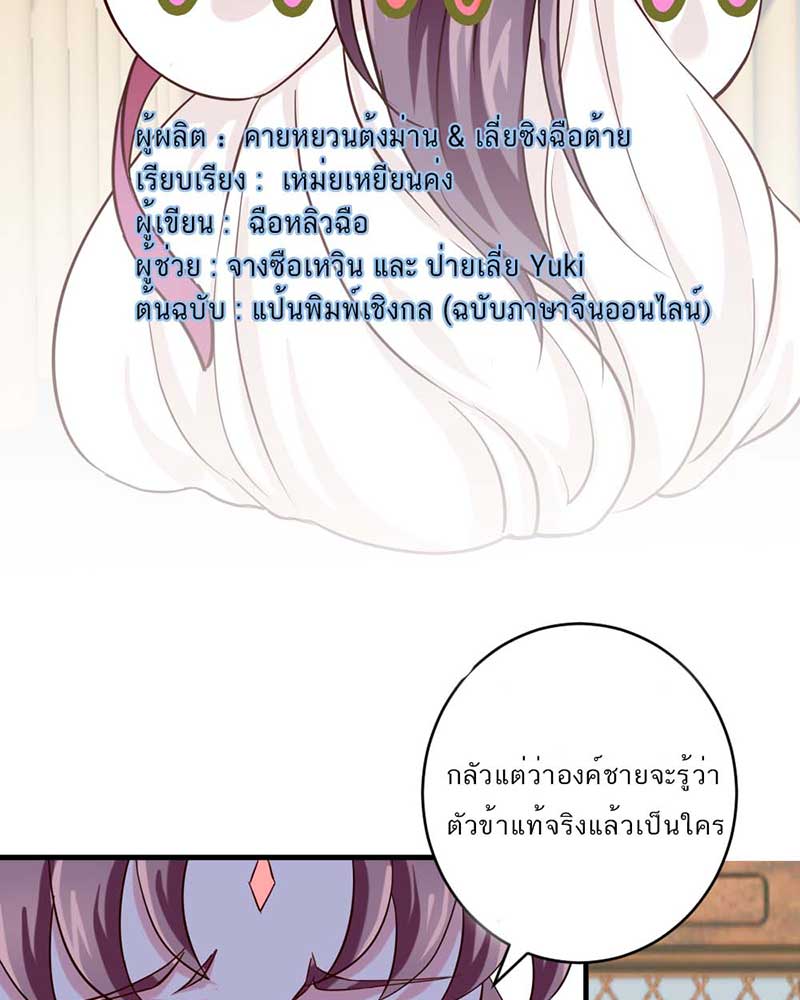 ผู้ผลิต : คายหยวนต้งม่าน & เลี่ยซิงฉือต้าย
เรียบเรียง : เหม่ยเหยียนค่ง
ผู้เขียน : ฉือหลิวฉือ
ผู้ช่วย : จางซือเหวิน และ ป่ายเลี่ย Yuki
ต้นฉบับ : แป้นพิมพ์เชิงกล (ฉบับภาษาจีนออนไลน์)
กลัวแต่ว่าองค์ชายจะรู้ว่า
ตัวข้าแท้จริงแล้วเป็นใคร